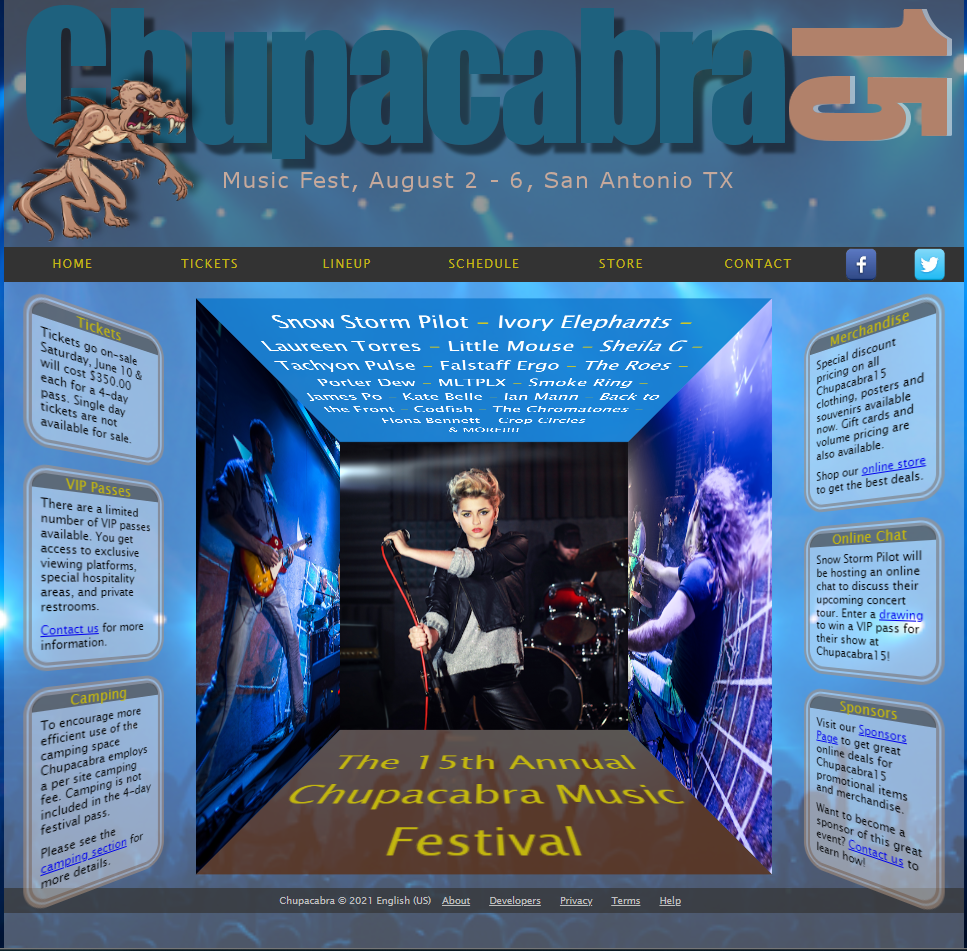 Chupacabra 15
Music Fest, August 2 - 6, San Antonio TX
HOME TICKETS LINEUP SCHEDULE STORE CONTACT
Tickets
Tickets go on-sale
Saturday, June 10 &
will cost $350.00
each for a 4-day
pass. Single day
tickets are not
available for sale.
VIP Passes
There are a limited
number of VIP passes
available. You get
access to exclusive
viewing platforms,
special hospitality
areas, and private
restrooms.
Contact us for more
information.
Camping
To encourage more
efficient use of the
camping space
Chupacabra employs
a per site camping
fee. Camping is not
included in the 4-day
festival pass.
Please see the
camping section for
more details.
Snow Storm Pilot – Ivory Elephants –
Laureen Torres – Little Mouse – Sheila G –
Tachyon Pulse – Falstaff Ergo – The Roes –
Porter Dew – MLTPLX – Smoke Ring –
James Po – Kate Belle – Ian Mann – Back to
the Front – Codfish – The Chromatones –
Fiona Bennett – Crop Circles
& MORE!!!!
The 15th Annual
Chupacabra Music
Festival
Merchandise
Special discount
pricing on all
Chupacabra15
clothing, posters and
souvenirs available
now. Gift cards and
volume pricing are
also available.
Shop our online store
to get the best deals.
Online Chat
Snow Storm Pilot will
be hosting an online
chat to discuss their
upcoming concert
tour. Enter a drawing
to win a VIP pass for
their show at
Chupacabra15!
Sponsors
Visit our Sponsors
Page to get great
online deals for
Chupacabra15
promotional items
and merchandise.
Want to become a
sponsor of this great
event? Contact us to
learn how!
Chupacabra © 2021 English (US) About Developers Privacy Terms Help